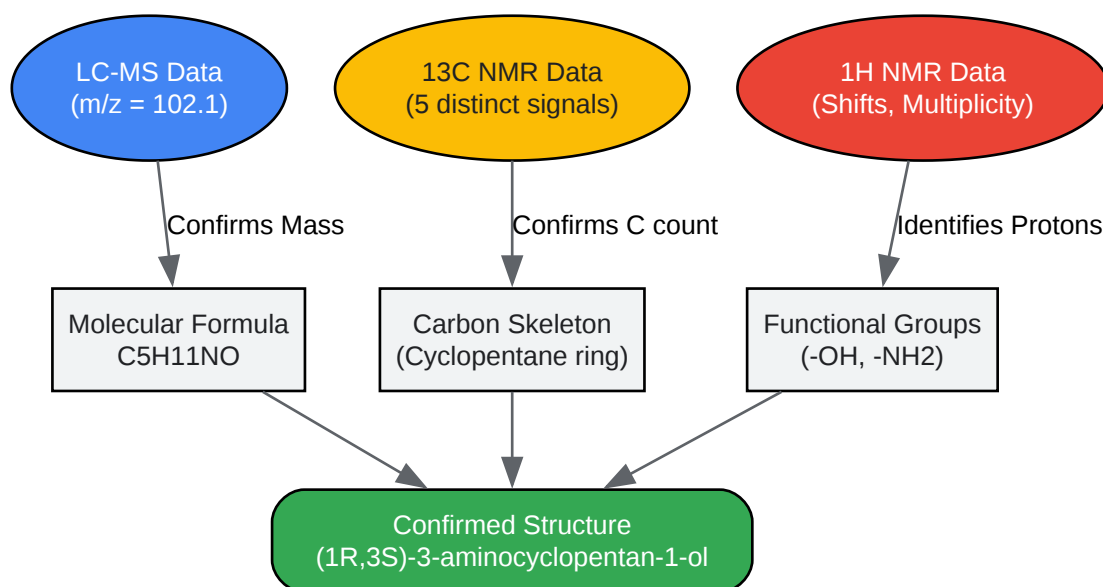 LC-MS Data
(m/z = 102.1)
13C NMR Data
(5 distinct signals)
1H NMR Data
(Shifts, Multiplicity)
Confirms Mass
Confirms C count
Identifies Protons
Molecular Formula
C5H11NO
Carbon Skeleton
(Cyclopentane ring)
Functional Groups
(-OH, -NH2)
Confirmed Structure
(1R,3S)-3-aminocyclopentan-1-ol